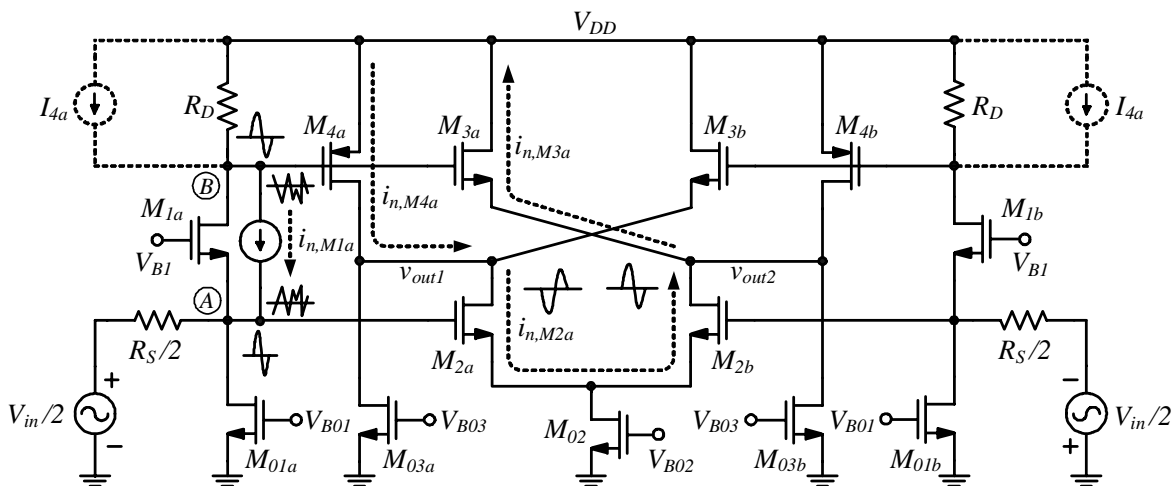 V_DD
I_4a
R_D
M_4a
M_3a
M_3b
M_4b
R_D
I_4a
i_n,M3a
B
M_1a
i_n,M4a
i_n,M1a
M_1b
V_B1
V_B1
v_out1
v_out2
A
R_S/2
M_2a
i_n,M2a
M_2b
R_S/2
+
V_in/2
−
V_B01
V_B03
M_02
V_B02
V_B03
V_B01
−
V_in/2
+
M_01a
M_03a
M_03b
M_01b